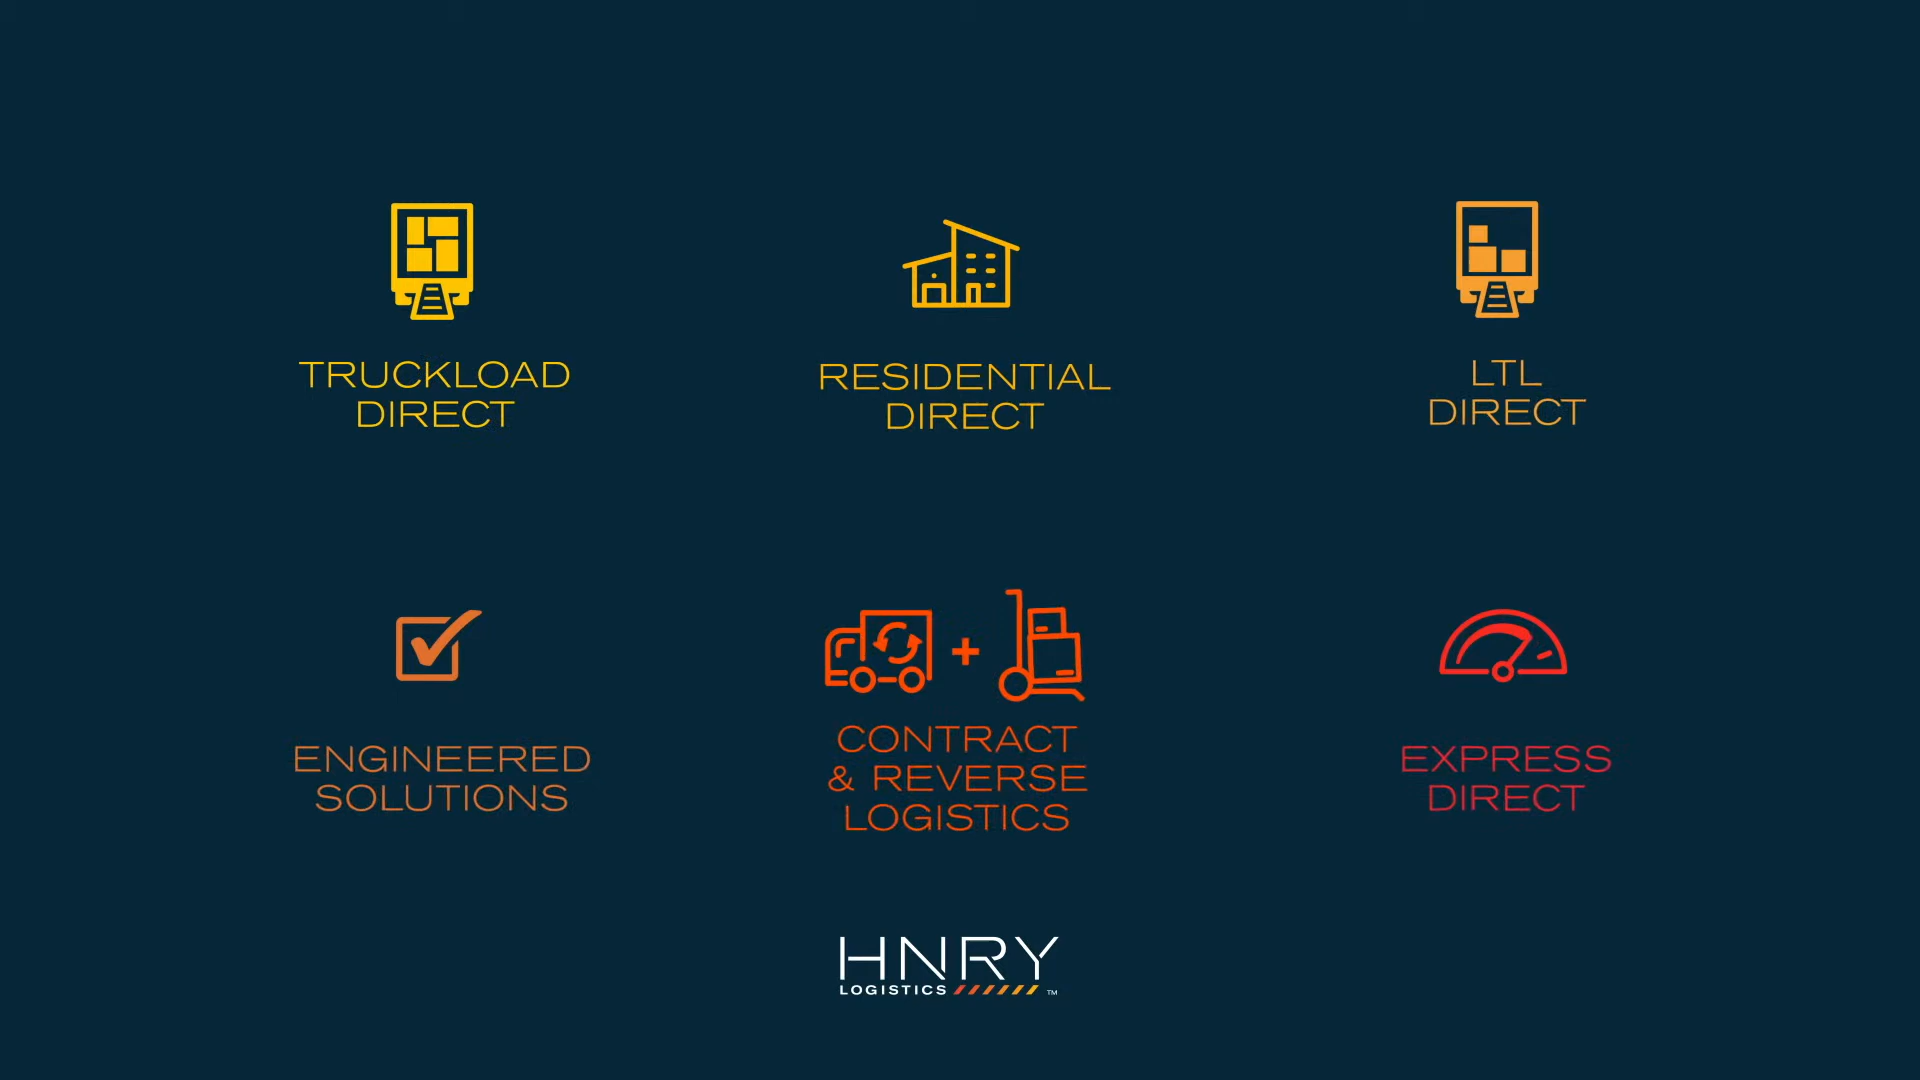 TRUCKLOAD
DIRECT
RESIDENTIAL
DIRECT
LTL
DIRECT
ENGINEERED
SOLUTIONS
CONTRACT
& REVERSE
LOGISTICS
EXPRESS
DIRECT
HNRY
LOGISTICS ™